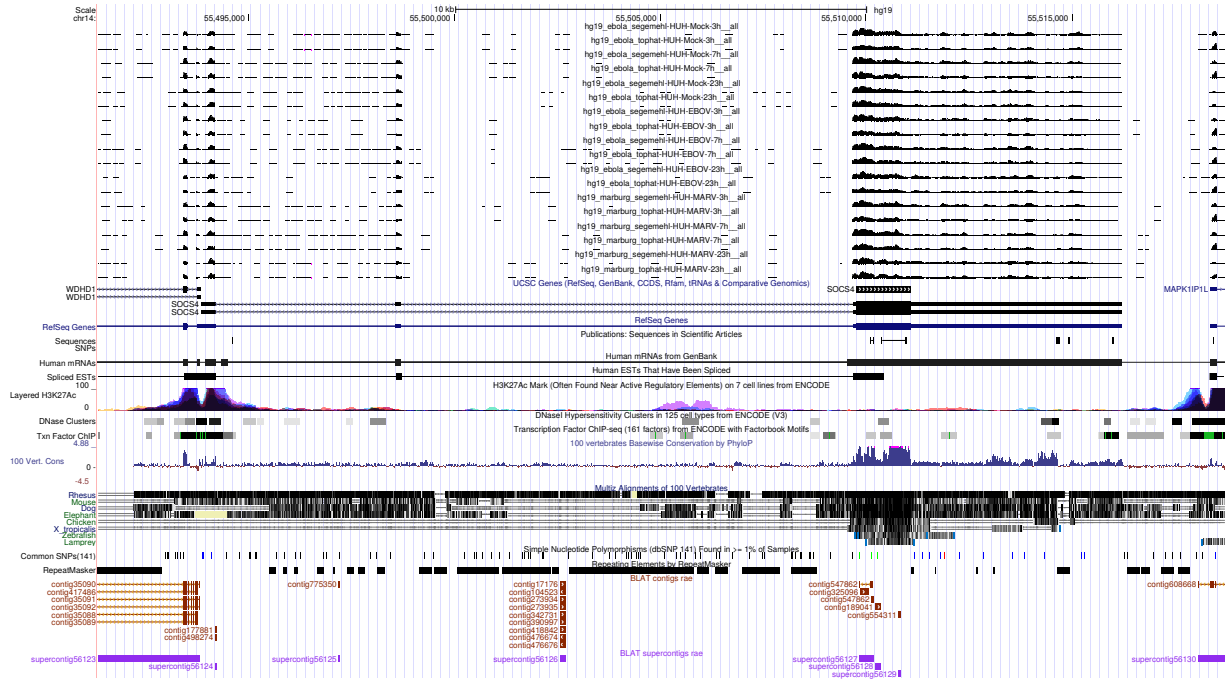 Scale 10 kb hg19
chr14: 55,495,000 55,500,000 55,505,000 55,510,000 55,515,000
hg19_ebola_segemehl-HUH-Mock-3h__all
hg19_ebola_tophat-HUH-Mock-3h__all
hg19_ebola_segemehl-HUH-Mock-7h__all
hg19_ebola_tophat-HUH-Mock-7h__all
hg19_ebola_segemehl-HUH-Mock-23h__all
hg19_ebola_tophat-HUH-Mock-23h__all
hg19_ebola_segemehl-HUH-EBOV-3h__all
hg19_ebola_tophat-HUH-EBOV-3h__all
hg19_ebola_segemehl-HUH-EBOV-7h__all
hg19_ebola_tophat-HUH-EBOV-7h__all
hg19_ebola_segemehl-HUH-EBOV-23h__all
hg19_ebola_tophat-HUH-EBOV-23h__all
hg19_marburg_segemehl-HUH-MARV-3h__all
hg19_marburg_tophat-HUH-MARV-3h__all
hg19_marburg_segemehl-HUH-MARV-7h__all
hg19_marburg_tophat-HUH-MARV-7h__all
hg19_marburg_segemehl-HUH-MARV-23h__all
hg19_marburg_tophat-HUH-MARV-23h__all
UCSC Genes (RefSeq, GenBank, CCDS, Rfam, tRNAs & Comparative Genomics)
WDHD1 SOCS4 MAPK1IP1L
WDHD1
SOCS4
SOCS4
RefSeq Genes
RefSeq Genes
Publications: Sequences in Scientific Articles
Sequences
SNPs
Human mRNAs from GenBank
Human mRNAs
Human ESTs That Have Been Spliced
Spliced ESTs
H3K27Ac Mark (Often Found Near Active Regulatory Elements) on 7 cell lines from ENCODE
100
Layered H3K27Ac
0
DNaseI Hypersensitivity Clusters in 125 cell types from ENCODE (V3)
DNase Clusters
Transcription Factor ChIP-seq (161 factors) from ENCODE with Factorbook Motifs
Txn Factor ChIP
100 vertebrates Basewise Conservation by PhyloP
4.88
100 Vert. Cons
0
-4.5
Multiz Alignments of 100 Vertebrates
Rhesus
Mouse
Dog
Elephant
Chicken
X_tropicalis
Zebrafish
Lamprey
Simple Nucleotide Polymorphisms (dbSNP 141) Found in >= 1% of Samples
Common SNPs(141)
Repeating Elements by RepeatMasker
RepeatMasker
BLAT contigs rae
contig35090 contig775350 contig17176 contig547862 contig608668
contig417486 contig104523 contig325096
contig35091 contig273934 contig547862
contig35092 contig273935 contig189041
contig35088 contig342731 contig554311
contig35089 contig390997
contig177881 contig418842
contig498274 contig476674
contig476676
BLAT supercontigs rae
supercontig56123 supercontig56125 supercontig56126 supercontig56127 supercontig56130
supercontig56124 supercontig56128
supercontig56129